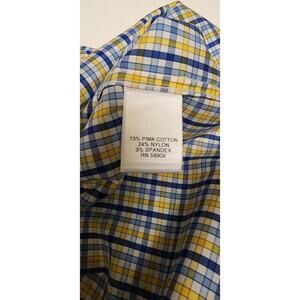 73% PIMA COTTON
24% NYLON
3% SPANDEX
RN 58909